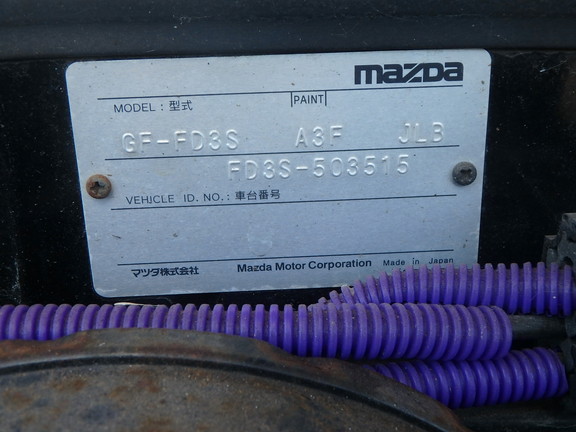 mazda
MODEL: 型式 PAINT
GF-FD3S A3F JL3
FD3S-503515
VEHICLE ID. NO.: 車台番号
マツダ株式会社 Mazda Motor Corporation Made in Japan